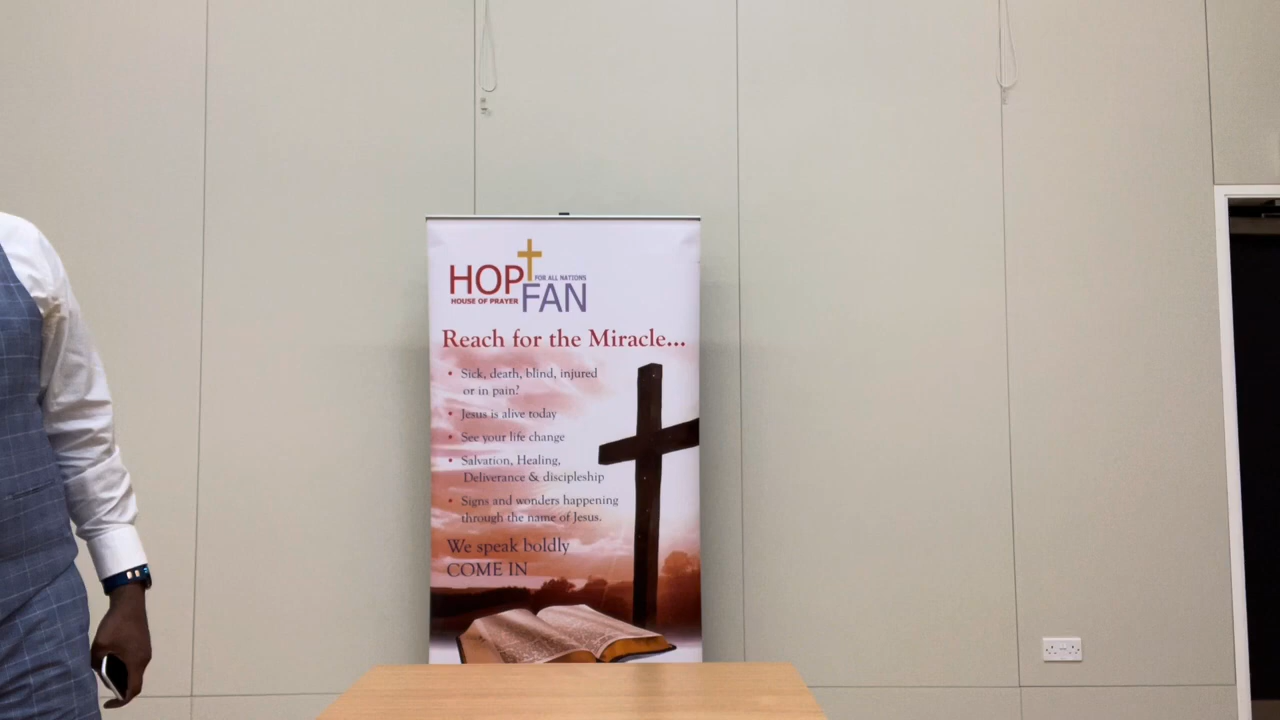 HOP FOR ALL NATIONS
HOUSE OF PRAYER FAN
Reach for the Miracle...
• Sick, death, blind, injured
or in pain?
• Jesus is alive today
• See your life change
• Salvation, Healing,
Deliverance & discipleship
• Signs and wonders happening
through the name of Jesus.
We speak boldly
COME IN